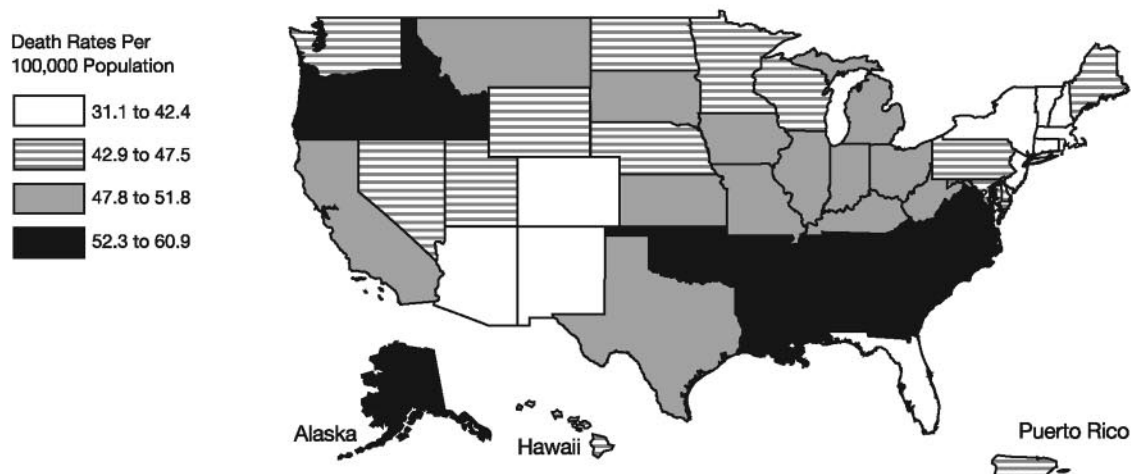 Death Rates Per
100,000 Population
31.1 to 42.4
42.9 to 47.5
47.8 to 51.8
52.3 to 60.9
Alaska
Hawaii
Puerto Rico